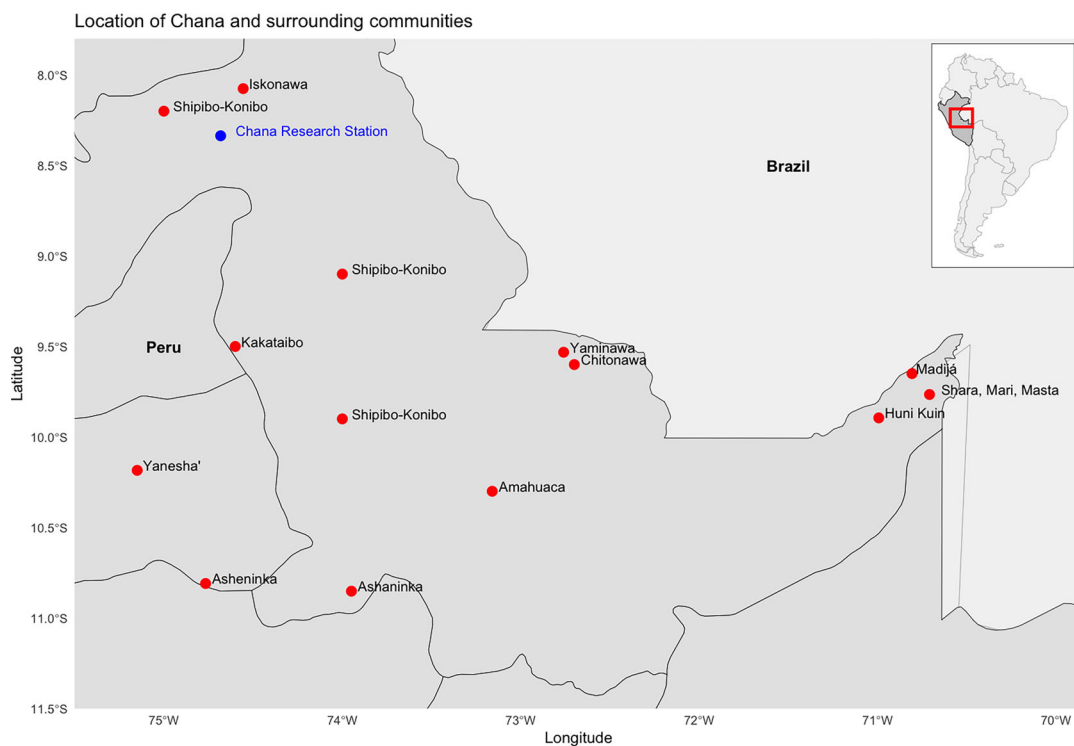 Location of Chana and surrounding communities
8.0°S
Iskonawa
Shipibo-Konibo
Chana Research Station
8.5°S
Brazil
9.0°S
Shipibo-Konibo
9.5°S
Peru
Kakataibo
Yaminawa
Chitonawa
Madijá
Shara, Mari, Masta
Huni Kuin
Latitude
Shipibo-Konibo
10.0°S
Yanesha'
Amahuaca
10.5°S
Asheninka
Ashaninka
11.0°S
11.5°S
75°W
74°W
73°W
72°W
71°W
70°W
Longitude